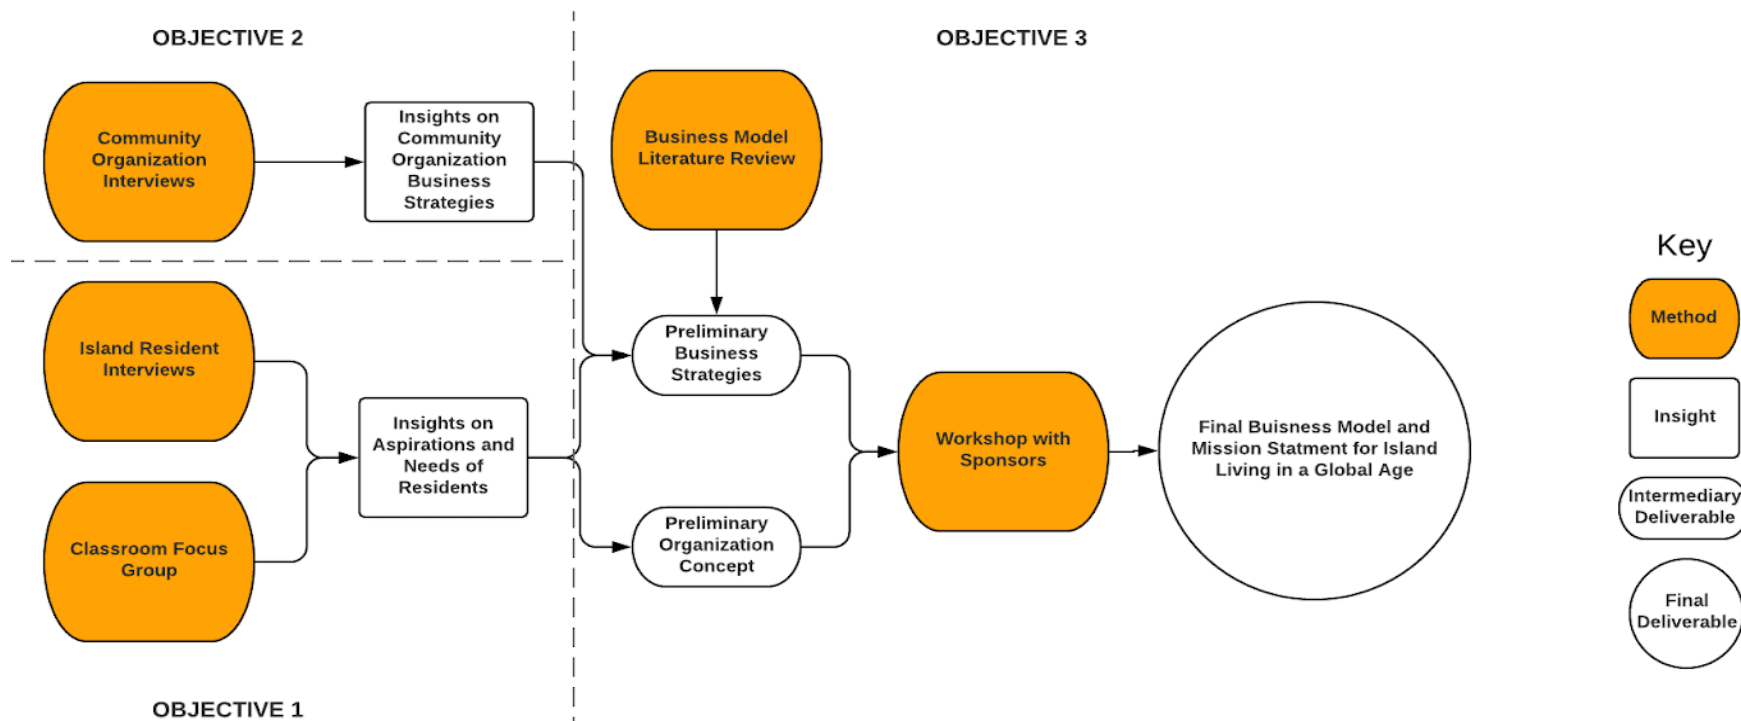 OBJECTIVE 2
Community
Organization
Interviews
Insights on
Community
Organization
Business
Strategies
Island Resident
Interviews
Classroom Focus
Group
Insights on
Aspirations and
Needs of
Residents
OBJECTIVE 1
OBJECTIVE 3
Business Model
Literature Review
Preliminary
Business
Strategies
Preliminary
Organization
Concept
Workshop with
Sponsors
Final Buisness Model and
Mission Statment for Island
Living in a Global Age
Key
Method
Insight
Intermediary
Deliverable
Final
Deliverable